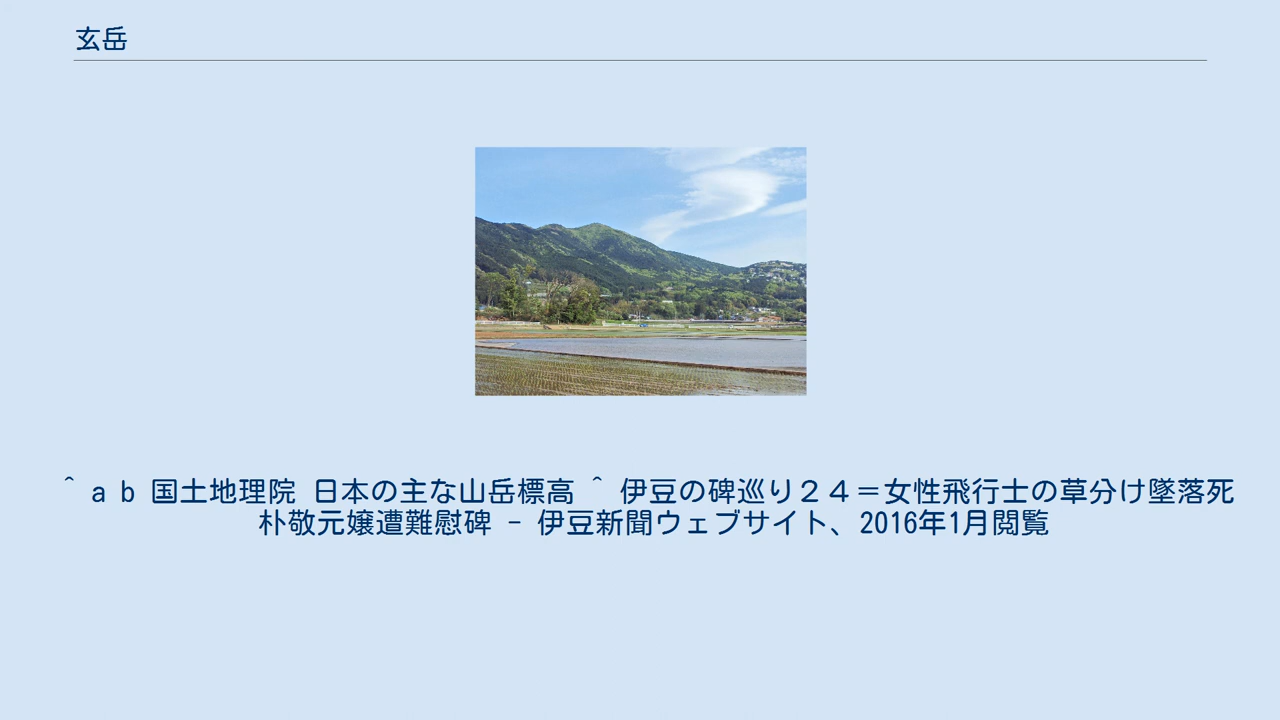 玄岳
^ a b 国土地理院 日本の主な山岳標高 ^ 伊豆の碑巡り２４＝女性飛行士の草分け墜落死
朴敬元嬢遭難慰碑 - 伊豆新聞ウェブサイト、2016年1月閲覧